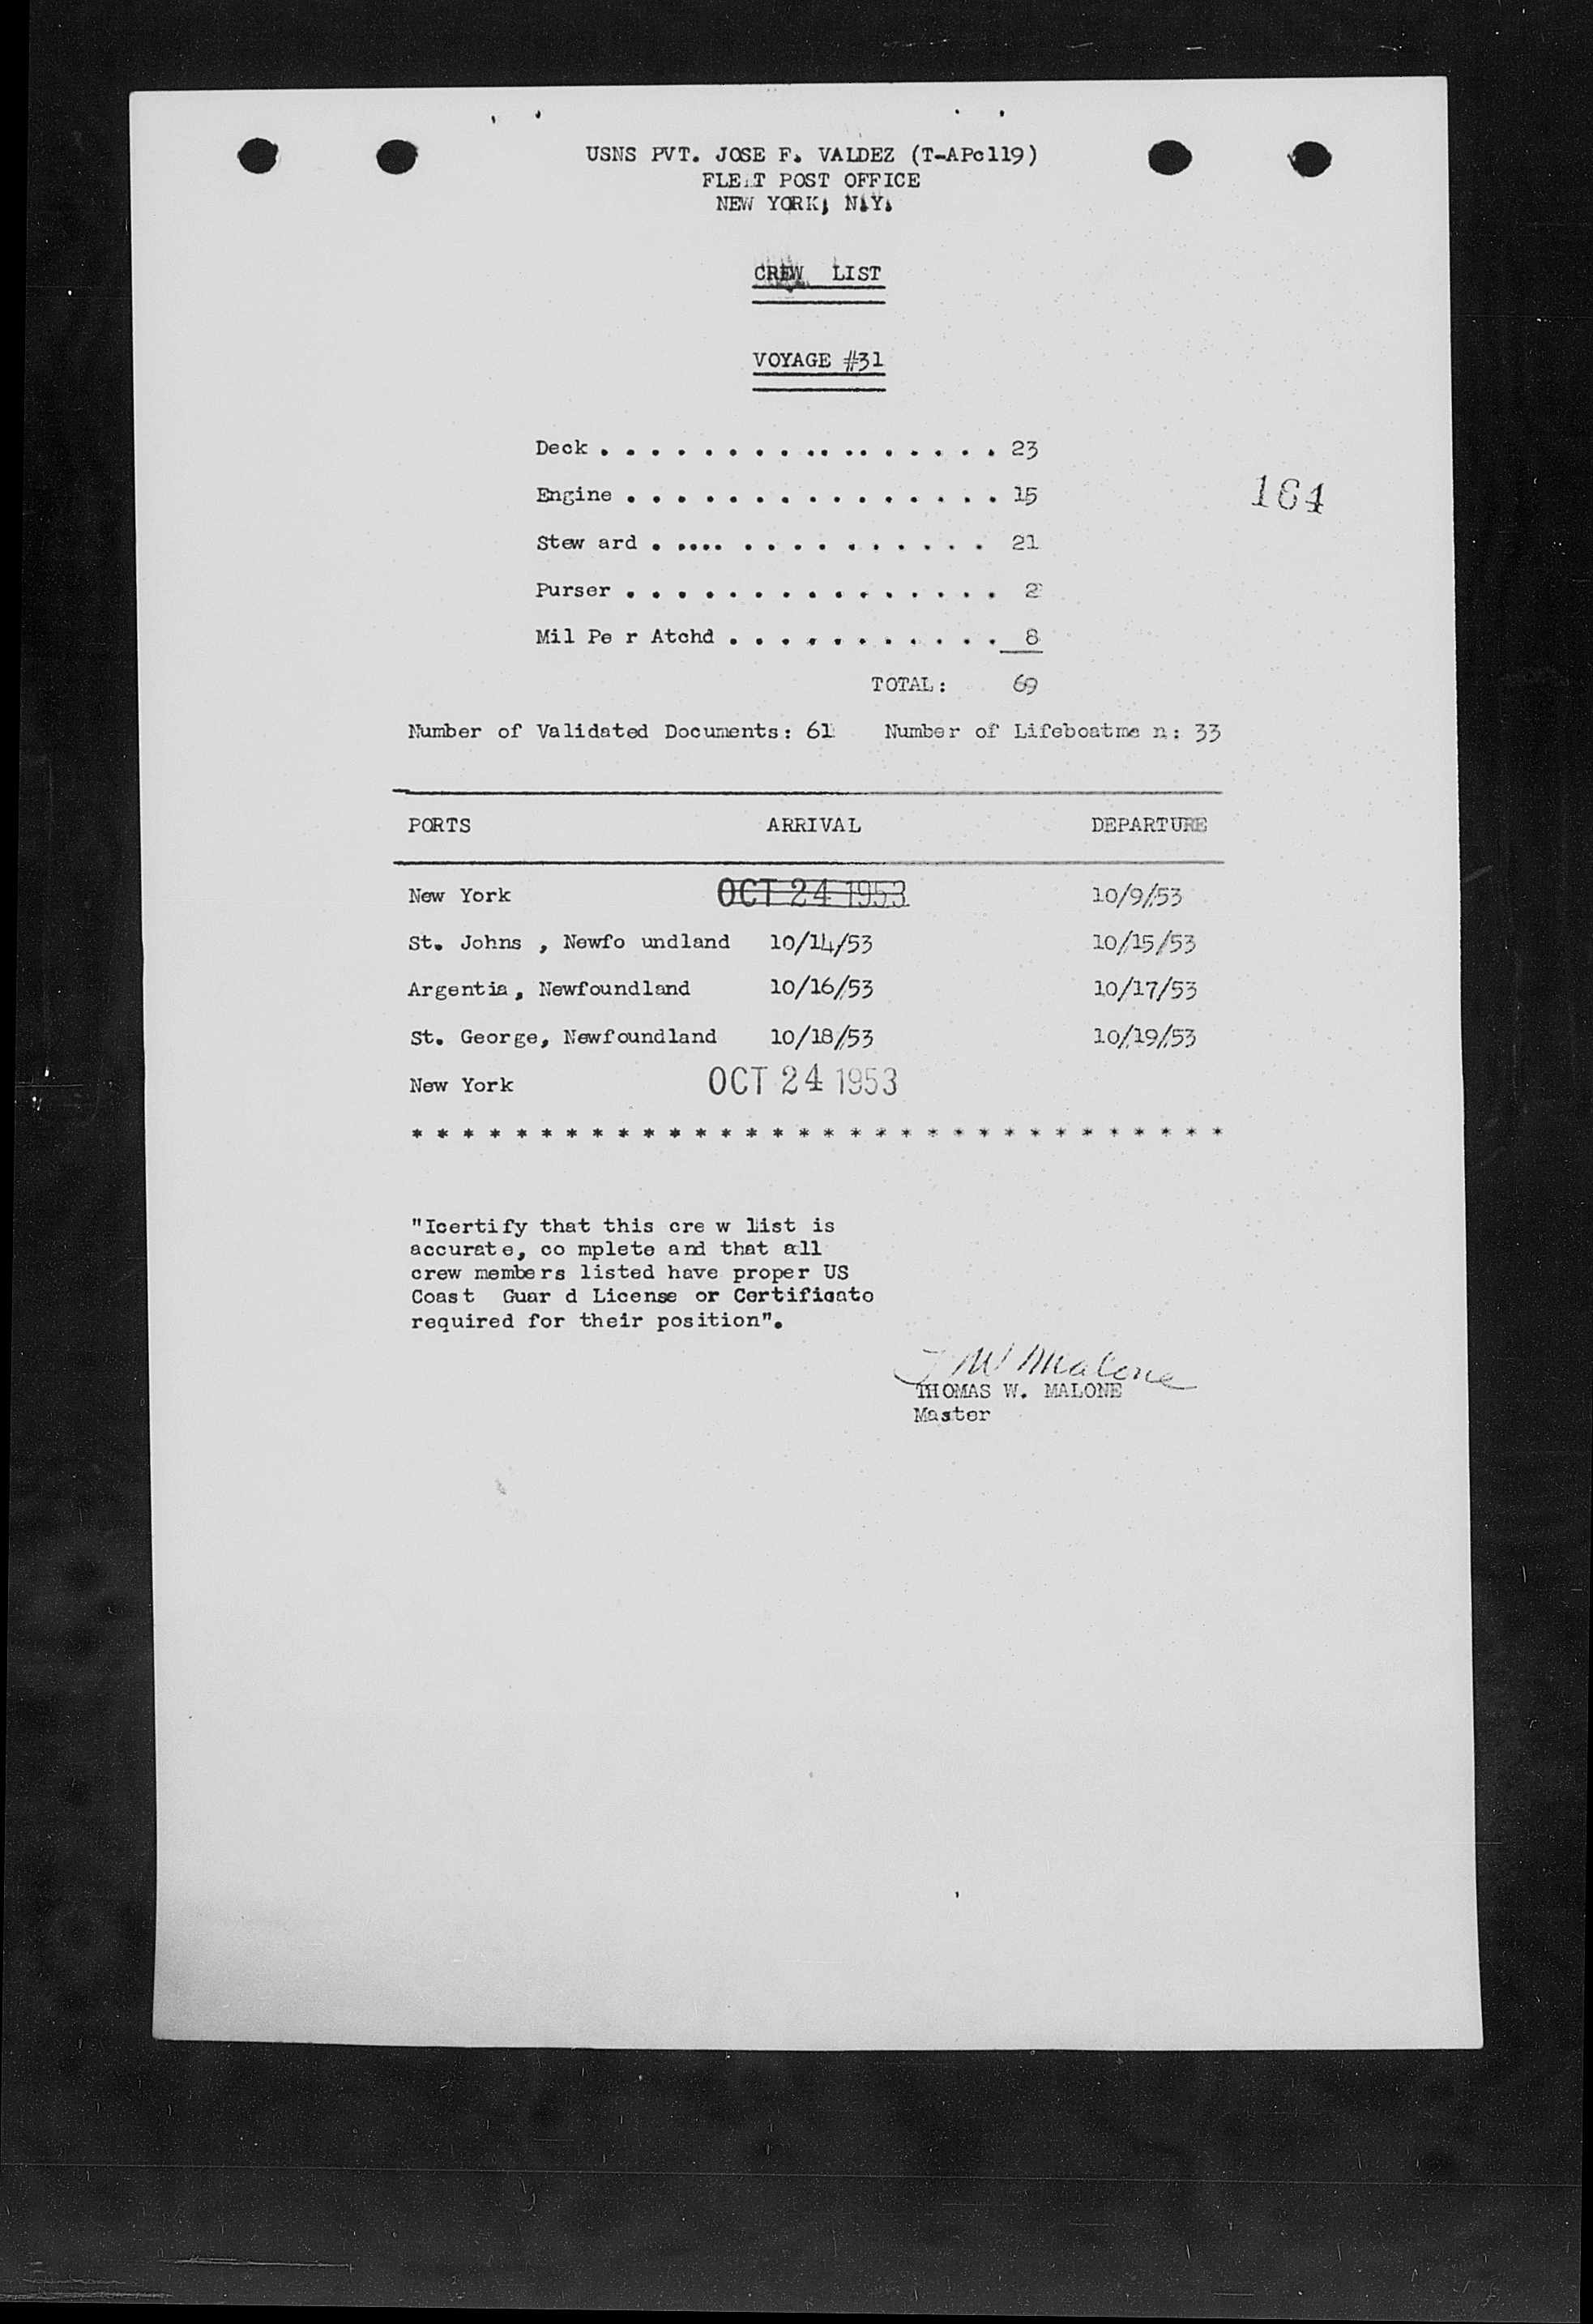 USNS PVT. JOSE F. VALDEZ (T-APc119)
FLEET POST OFFICE
NEW YORK, N.Y.
CREW LIST
VOYAGE #31
Deck . . . . . . . . . .. . . . . . . 23
Engine . . . . . . . . . . . . . . . 15
164
Stew ard . ..... . . . . . . . . . . 21
Purser . . . . . . . . . . . . . . . 2
Mil Pe r Atchd . . . . . . . . . . . 8
TOTAL: 69
Number of Validated Documents: 61 Number of Lifeboatme n: 33
PORTS ARRIVAL DEPARTURE
New York OCT 24 1953 10/9/53
St. Johns , Newfo undland 10/14/53 10/15/53
Argentia, Newfoundland 10/16/53 10/17/53
St. George, Newfoundland 10/18/53 10/19/53
New York OCT 24 1953
* * * * * * * * * * * * * * * * * * * * * * * * * * * * * * * *
"Icertify that this cre w list is
accurate, co mplete and that all
crew members listed have proper US
Coast Guar d License or Certificate
required for their position".
T W Malone
THOMAS W. MALONE
Master